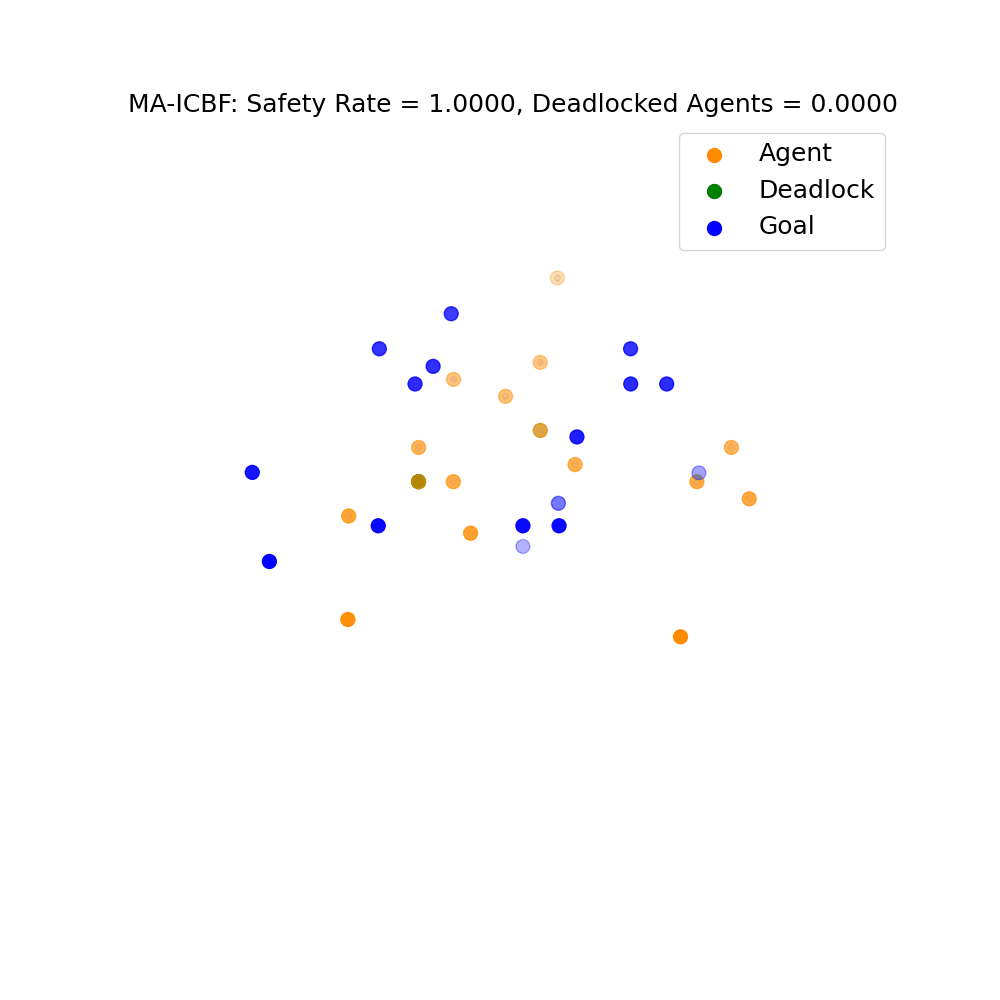 MA-ICBF: Safety Rate = 1.0000, Deadlocked Agents = 0.0000
Agent
Deadlock
Goal